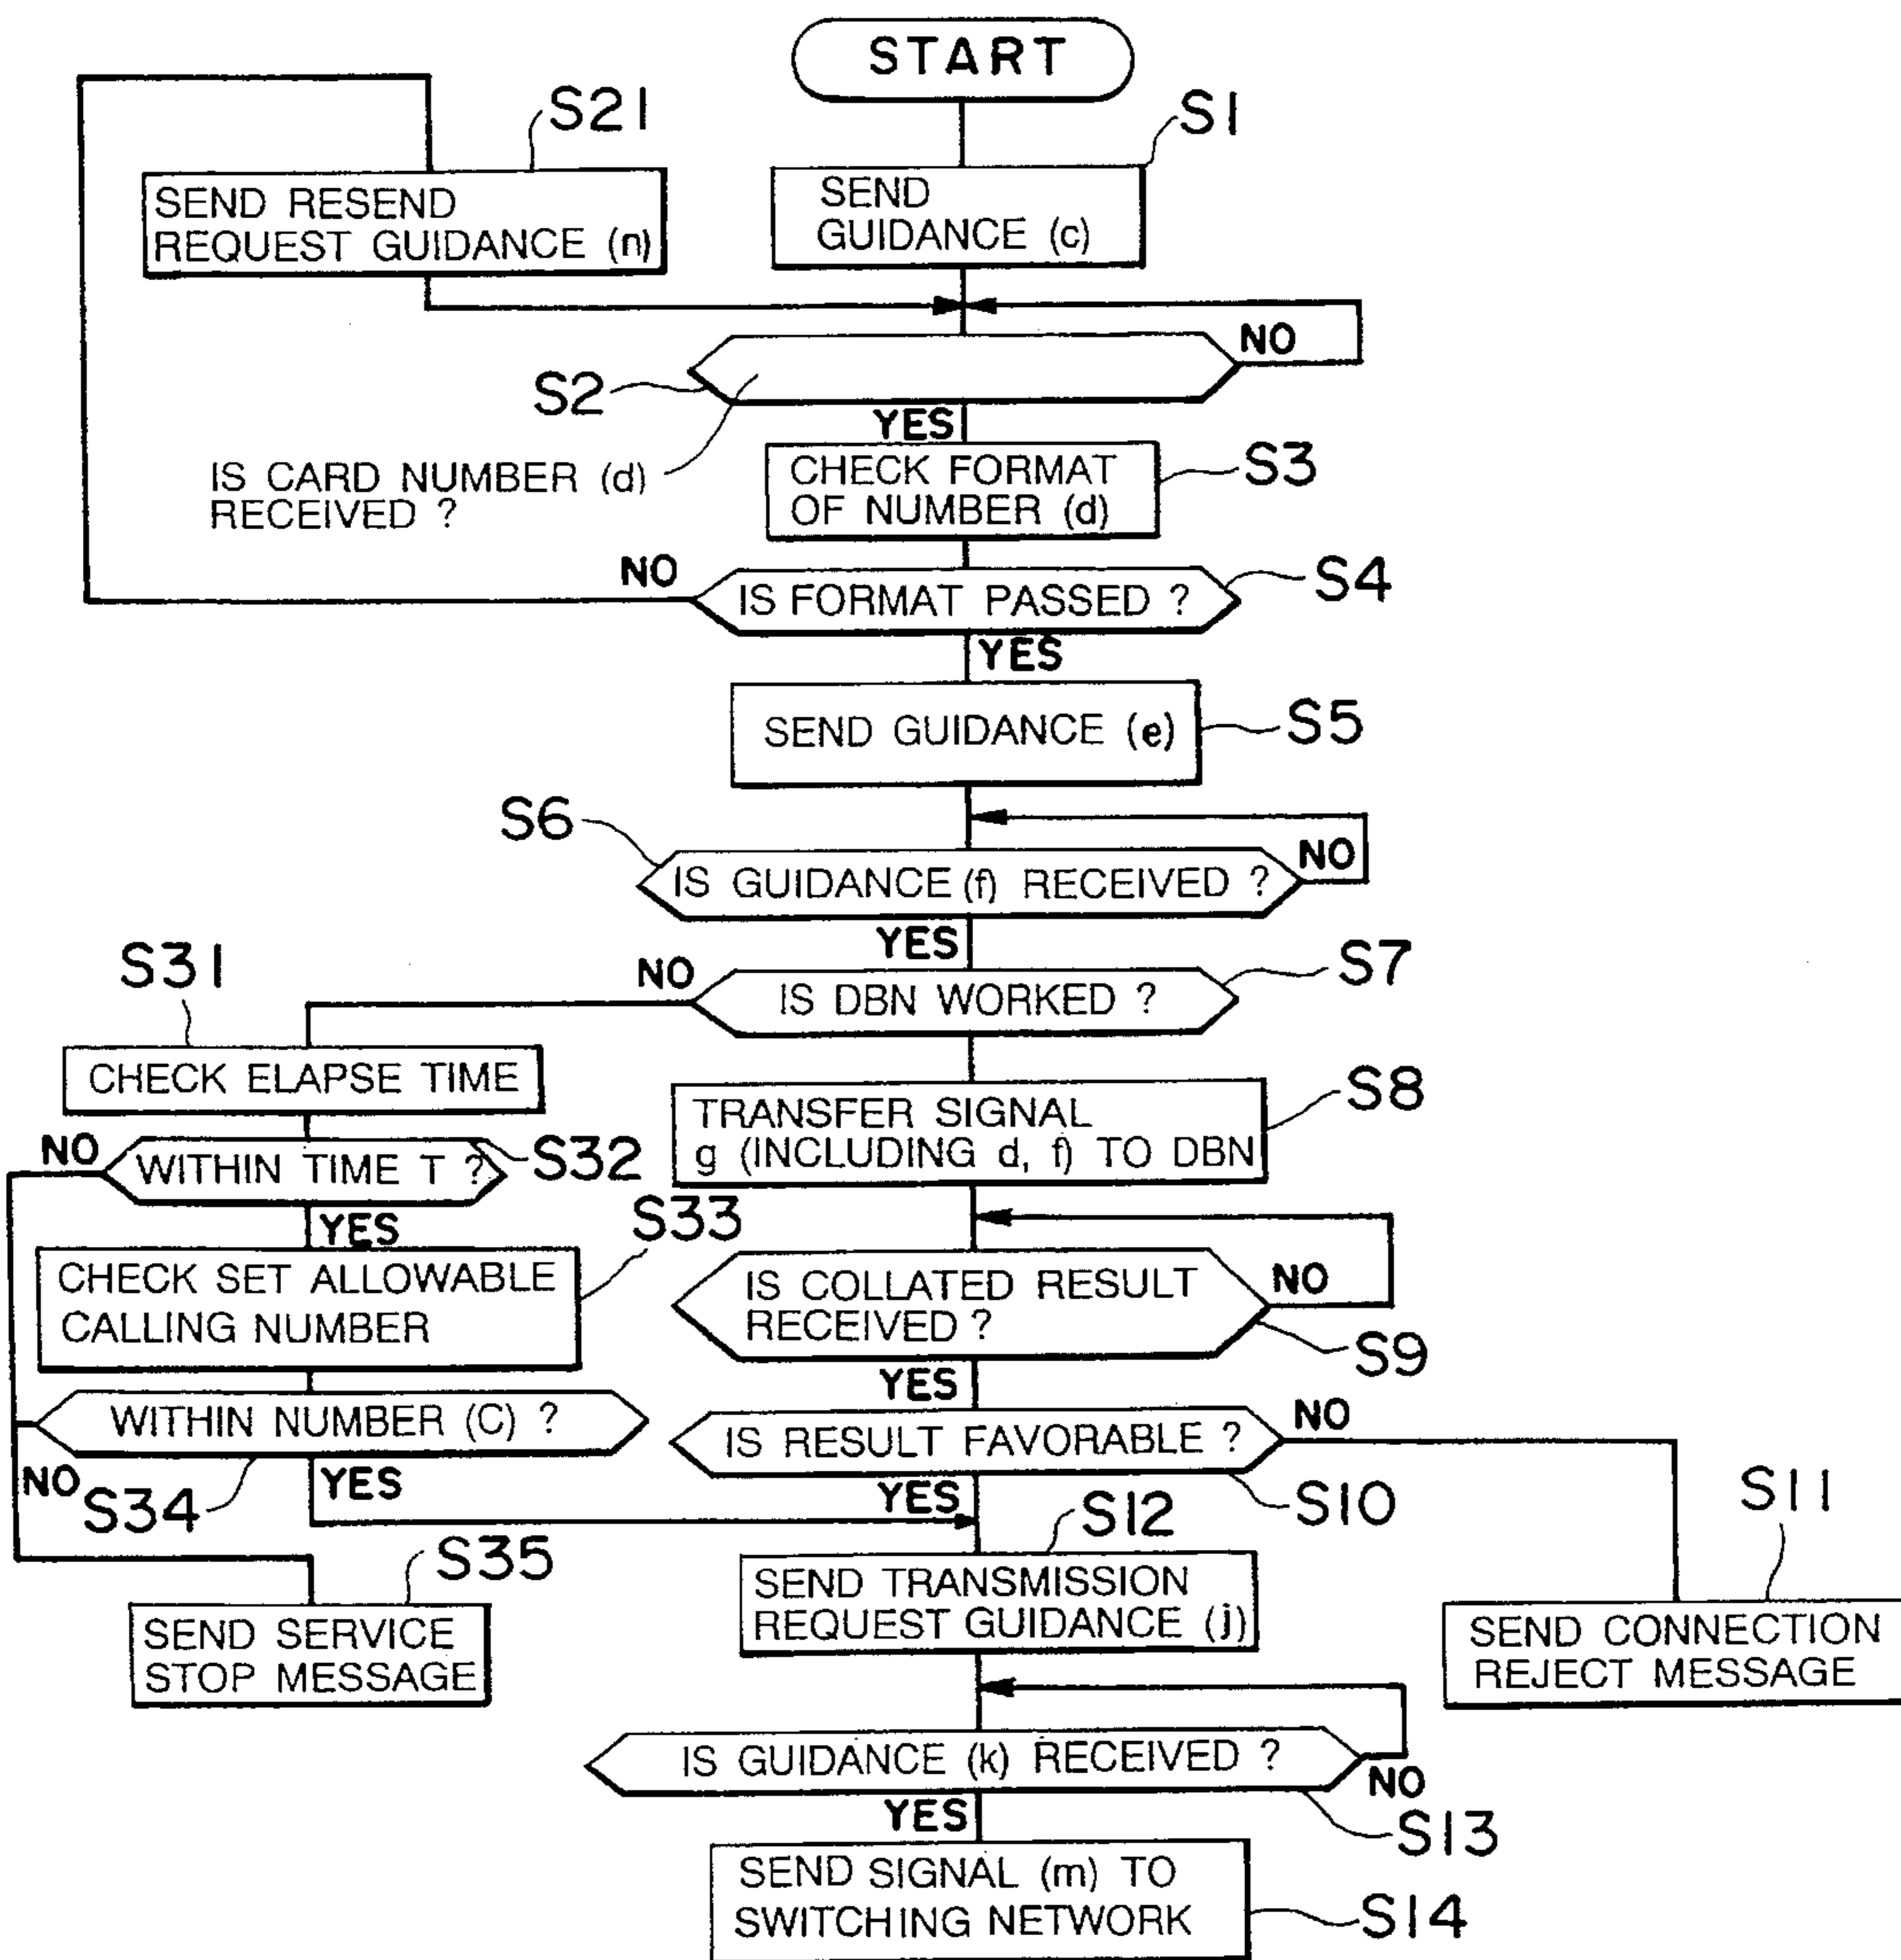 START
S21
S1
SEND RESEND
REQUEST GUIDANCE (n)
SEND
GUIDANCE (c)
NO
S2
YES
IS CARD NUMBER (d)
RECEIVED ?
CHECK FORMAT
OF NUMBER (d)
S3
NO
IS FORMAT PASSED ?
S4
YES
SEND GUIDANCE (e)
S5
S6
IS GUIDANCE (f) RECEIVED ?
NO
YES
S31
NO
IS DBN WORKED ?
S7
CHECK ELAPSE TIME
TRANSFER SIGNAL
g (INCLUDING d, f) TO DBN
S8
NO
WITHIN TIME T ?
S32
YES
S33
CHECK SET ALLOWABLE
CALLING NUMBER
IS COLLATED RESULT
RECEIVED ?
NO
S9
YES
WITHIN NUMBER (C) ?
IS RESULT FAVORABLE ?
NO
NO
S34
YES
YES
S10
S11
S12
S35
SEND TRANSMISSION
REQUEST GUIDANCE (j)
SEND SERVICE
STOP MESSAGE
SEND CONNECTION
REJECT MESSAGE
IS GUIDANCE (k) RECEIVED ?
NO
YES
S13
SEND SIGNAL (m) TO
SWITCHING NETWORK
S14